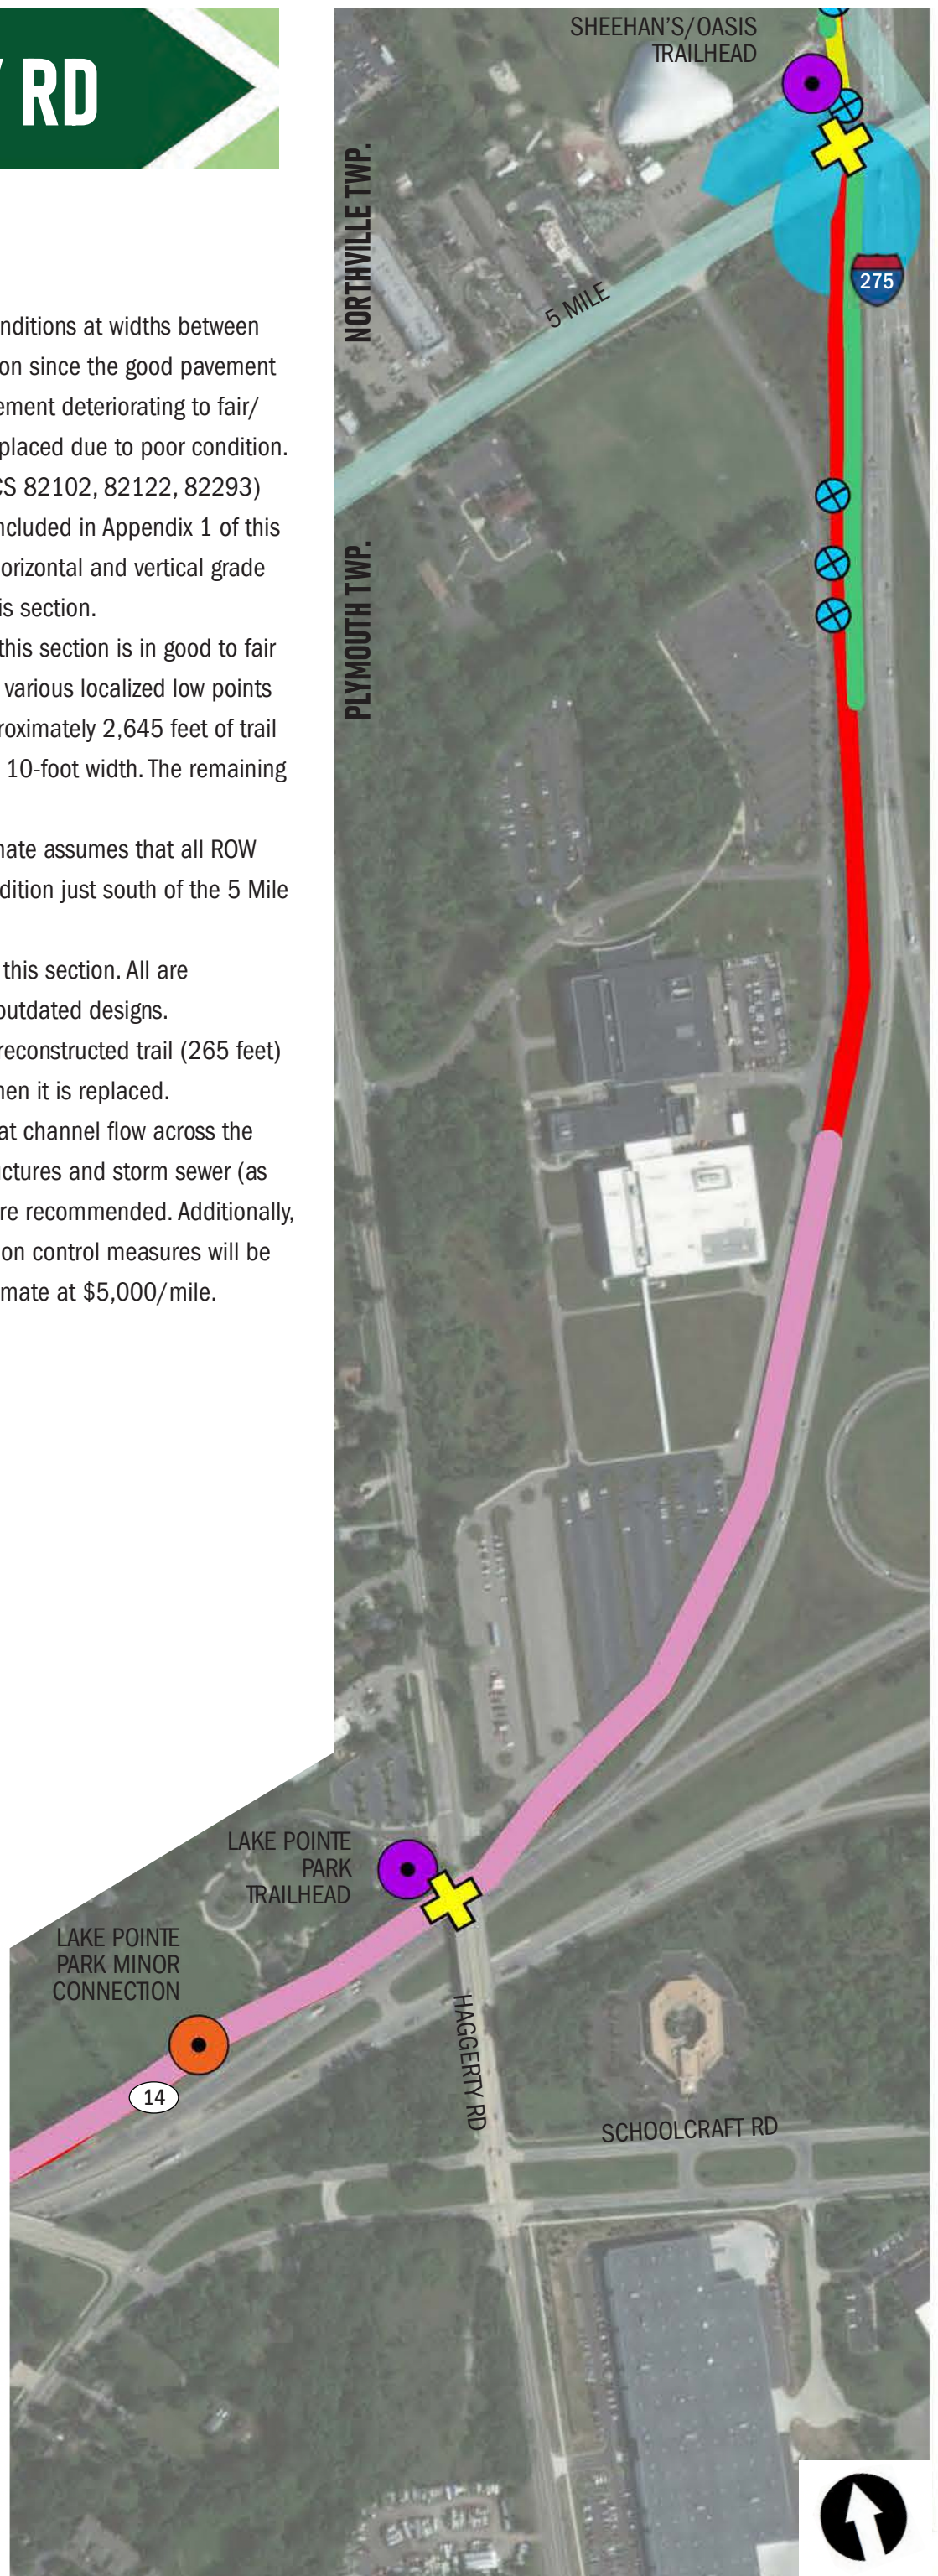 RD
nditions at widths between
on since the good pavement
ement deteriorating to fair/
placed due to poor condition.
CS 82102, 82122, 82293)
ncluded in Appendix 1 of this
orizontal and vertical grade
is section.
this section is in good to fair
various localized low points
roximately 2,645 feet of trail
10-foot width. The remaining
nate assumes that all ROW
dition just south of the 5 Mile
this section. All are
outdated designs.
reconstructed trail (265 feet)
hen it is replaced.
at channel flow across the
uctures and storm sewer (as
re recommended. Additionally,
on control measures will be
mate at $5,000/mile.
SHEEHAN'S/OASIS
TRAILHEAD
NORTHVILLE TWP.
5 MILE
275
PLYMOUTH TWP.
LAKE POINTE
PARK
TRAILHEAD
LAKE POINTE
PARK MINOR
CONNECTION
14
HAGGERTY RD
SCHOOLCRAFT RD